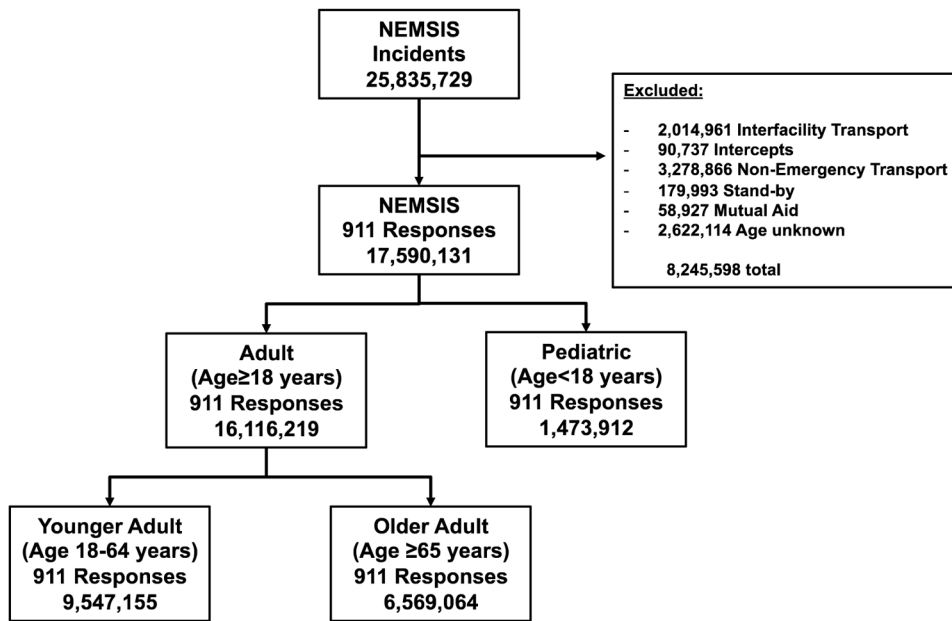 NEMSIS
Incidents
25,835,729
Excluded:
- 2,014,961 Interfacility Transport
- 90,737 Intercepts
- 3,278,866 Non-Emergency Transport
- 179,993 Stand-by
- 58,927 Mutual Aid
- 2,622,114 Age unknown
8,245,598 total
NEMSIS
911 Responses
17,590,131
Adult
(Age≥18 years)
911 Responses
16,116,219
Pediatric
(Age<18 years)
911 Responses
1,473,912
Younger Adult
(Age 18-64 years)
911 Responses
9,547,155
Older Adult
(Age ≥65 years)
911 Responses
6,569,064